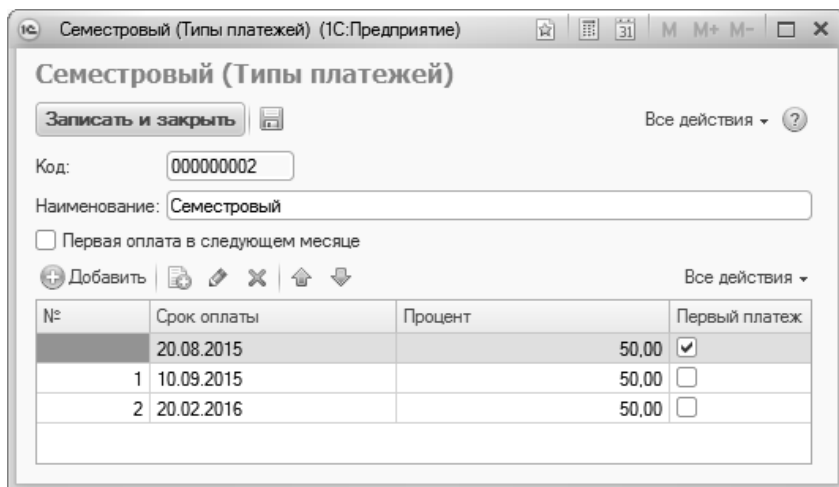 1С Семестровый (Типы платежей) (1С:Предприятие) 31 M M+ M-
Семестровый (Типы платежей)
Записать и закрыть Все действия ?
Код: 000000002
Наименование: Семестровый
Первая оплата в следующем месяце
Добавить Все действия
№ Срок оплаты Процент Первый платеж
20.08.2015 50,00
1 10.09.2015 50,00
2 20.02.2016 50,00